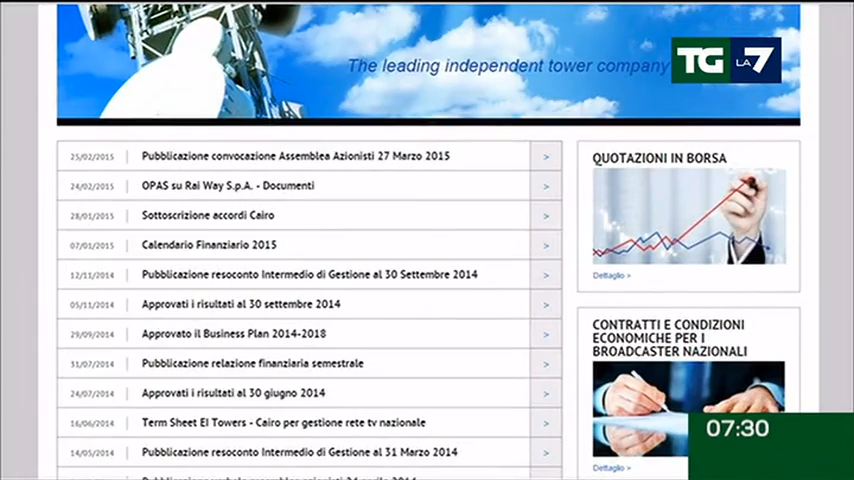 The leading independent tower company
TG LA 7
25/02/2015 Pubblicazione convocazione Assemblea Azionisti 27 Marzo 2015 >
24/02/2015 OPAS su Rai Way S.p.A. - Documenti >
28/01/2015 Sottoscrizione accordi Cairo >
07/01/2015 Calendario Finanziario 2015 >
12/11/2014 Pubblicazione resoconto Intermedio di Gestione al 30 Settembre 2014 >
05/11/2014 Approvati i risultati al 30 settembre 2014 >
29/09/2014 Approvato il Business Plan 2014-2018 >
31/07/2014 Pubblicazione relazione finanziaria semestrale >
24/07/2014 Approvati i risultati al 30 giugno 2014 >
16/06/2014 Term Sheet EI Towers - Cairo per gestione rete tv nazionale >
14/05/2014 Pubblicazione resoconto Intermedio di Gestione al 31 Marzo 2014 >
QUOTAZIONI IN BORSA
Dettaglio >
CONTRATTI E CONDIZIONI
ECONOMICHE PER I
BROADCASTER NAZIONALI
Dettaglio >
07:30